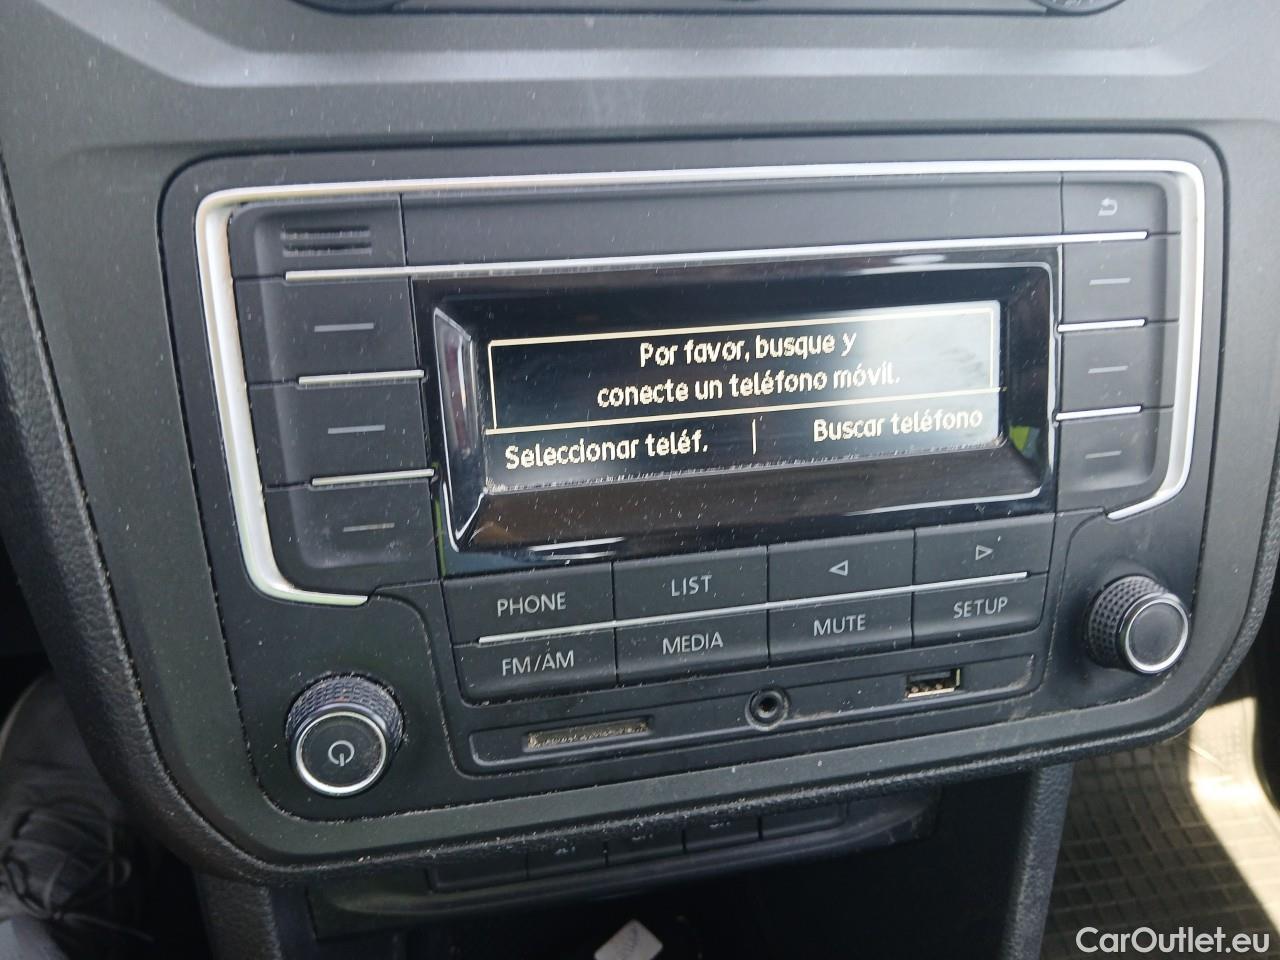 Por favor, busque y
conecte un teléfono móvil.
Seleccionar teléf. | Buscar teléfono
PHONE
LIST
FM/AM
MEDIA
MUTE
SETUP
CarOutlet.eu